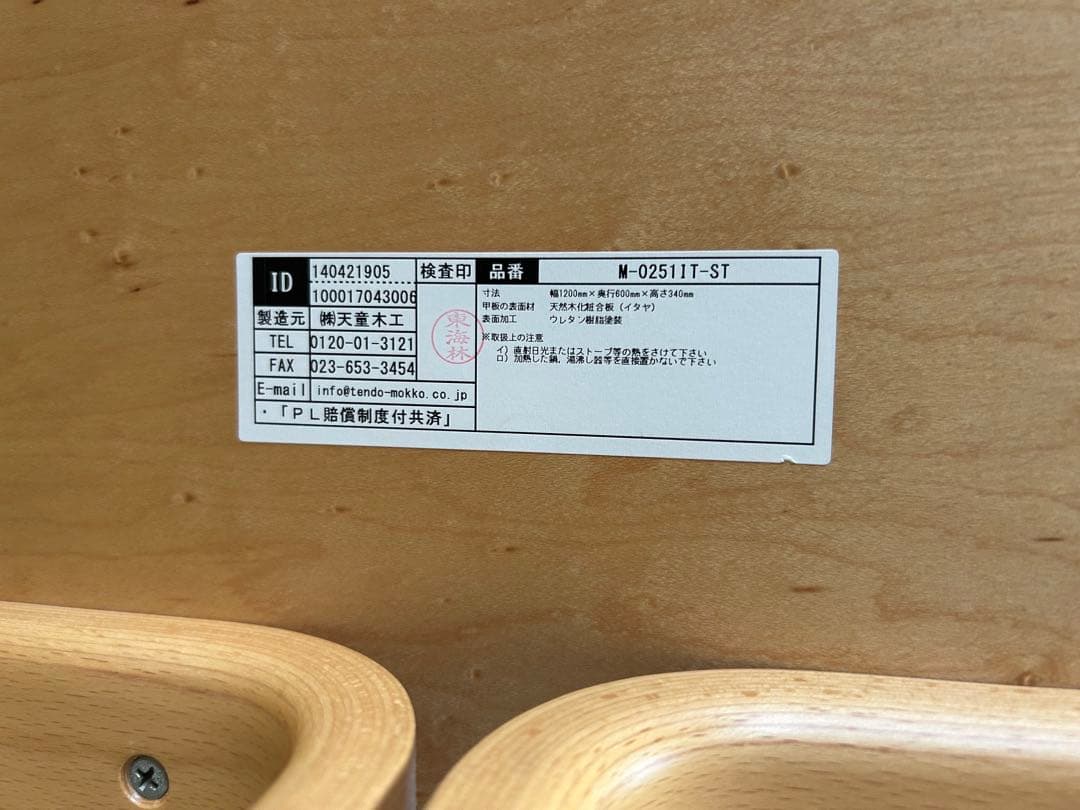 ID
140421905
100017043006
検査印
製造元
㈱天童木工
TEL
0120-01-3121
FAX
023-653-3454
E-mail
info@tendo-mokko.co.jp
・「PL賠償制度付共済」
東海林
品番
M-0251IT-ST
寸法 幅1200mm×奥行600mm×高さ340mm
甲板の表面材 天然木化粧合板(イタヤ)
表面加工 ウレタン樹脂塗装
※取扱上の注意
イ)直射日光またはストーブ等の熱をさけて下さい
ロ)加熱した鍋、湯沸し器等を直接置かないで下さい